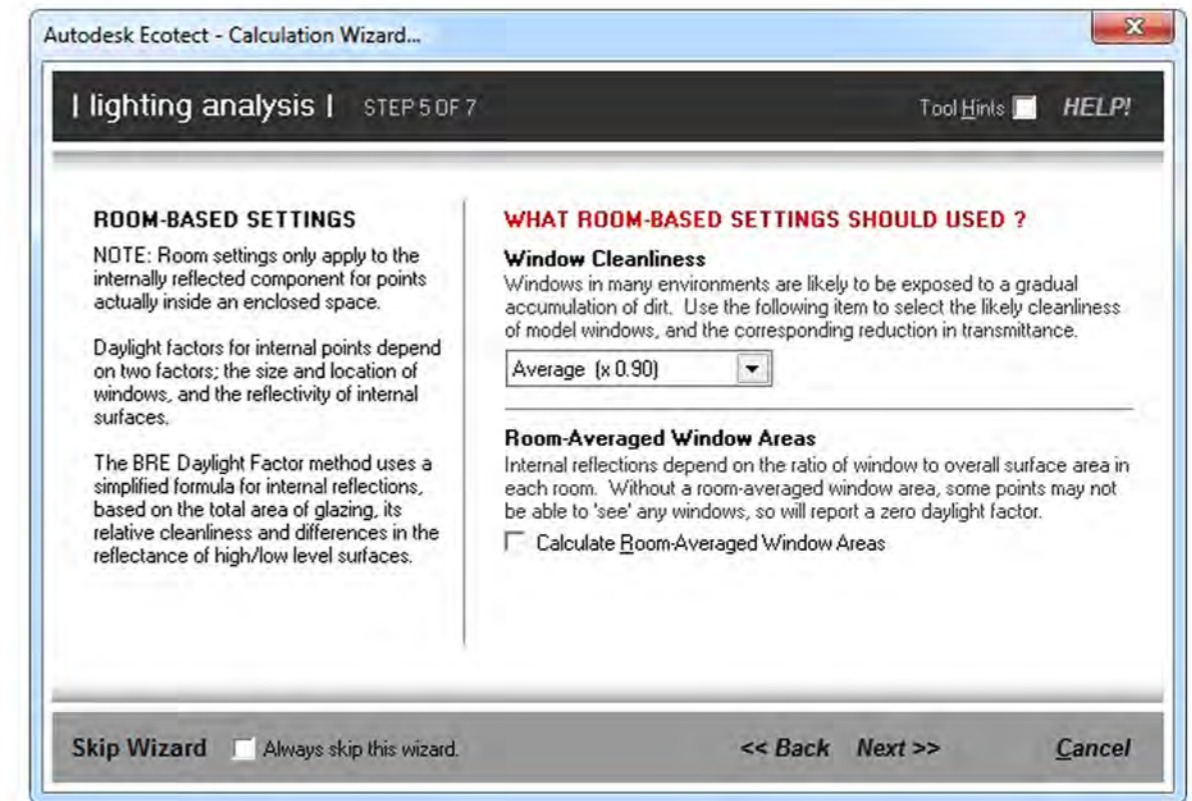 Autodesk Ecotect - Calculation Wizard...
| lighting analysis | STEP 5 OF 7 Tool Hints HELP!
ROOM-BASED SETTINGS
NOTE: Room settings only apply to the
internally reflected component for points
actually inside an enclosed space.
Daylight factors for internal points depend
on two factors; the size and location of
windows, and the reflectivity of internal
surfaces.
The BRE Daylight Factor method uses a
simplified formula for internal reflections,
based on the total area of glazing, its
relative cleanliness and differences in the
reflectance of high/low level surfaces.
WHAT ROOM-BASED SETTINGS SHOULD USED ?
Window Cleanliness
Windows in many environments are likely to be exposed to a gradual
accumulation of dirt. Use the following item to select the likely cleanliness
of model windows, and the corresponding reduction in transmittance.
Average (x 0.90)
Room-Averaged Window Areas
Internal reflections depend on the ratio of window to overall surface area in
each room. Without a room-averaged window area, some points may not
be able to 'see' any windows, so will report a zero daylight factor.
Calculate Room-Averaged Window Areas
Skip Wizard Always skip this wizard. << Back Next >> Cancel